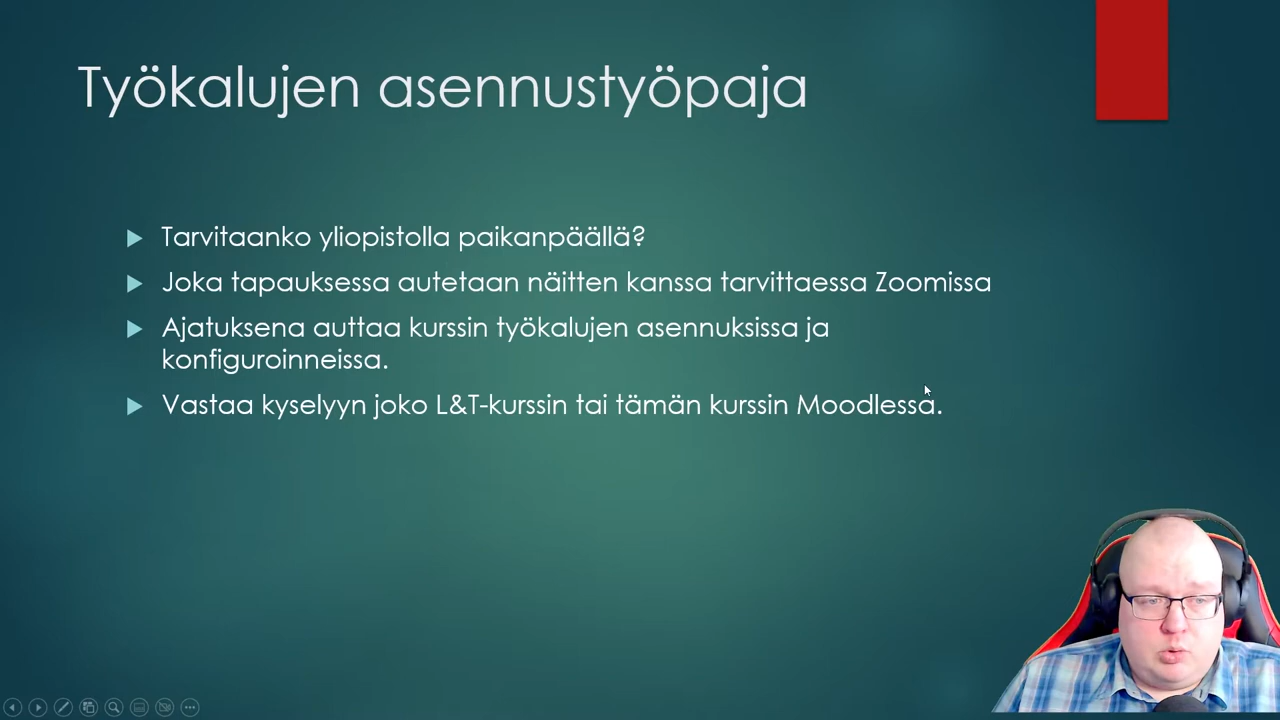 Työkalujen asennustyöpaja
Tarvitaanko yliopistolla paikanpäällä?
Joka tapauksessa autetaan näitten kanssa tarvittaessa Zoomissa
Ajatuksena auttaa kurssin työkalujen asennuksissa ja
konfiguroinneissa.
Vastaa kyselyyn joko L&T-kurssin tai tämän kurssin Moodlessa.